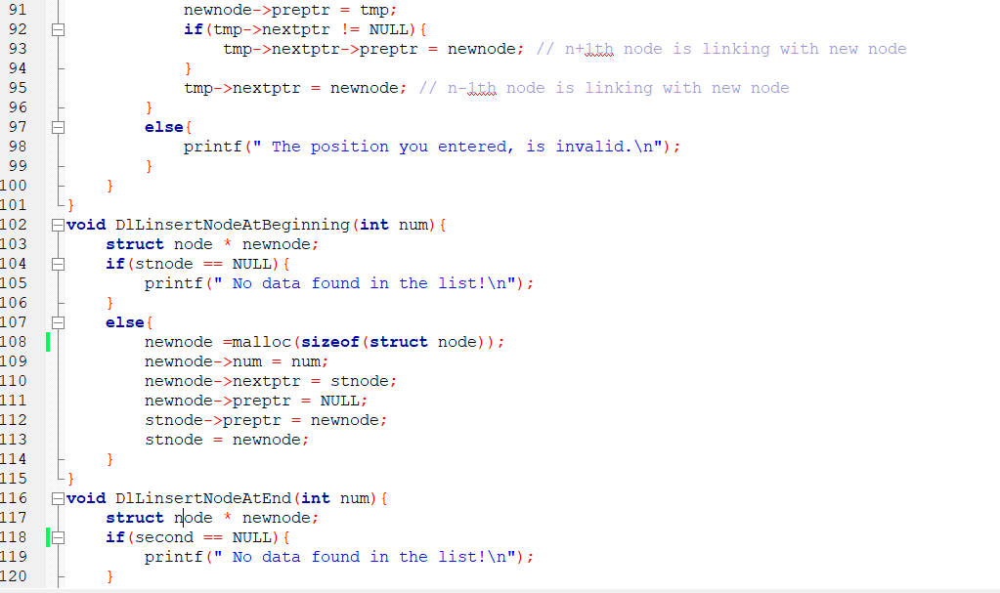 91 newnode->preptr = tmp;
92 if(tmp->nextptr != NULL){
93 tmp->nextptr->preptr = newnode; // n+1th node is linking with new node
94 }
95 tmp->nextptr = newnode; // n-1th node is linking with new node
96 }
97 else{
98 printf(" The position you entered, is invalid.\n");
99 }
100 }
101 }
102 void DlLinsertNodeAtBeginning(int num){
103 struct node * newnode;
104 if(stnode == NULL){
105 printf(" No data found in the list!\n");
106 }
107 else{
108 newnode =malloc(sizeof(struct node));
109 newnode->num = num;
110 newnode->nextptr = stnode;
111 newnode->preptr = NULL;
112 stnode->preptr = newnode;
113 stnode = newnode;
114 }
115 }
116 void DlLinsertNodeAtEnd(int num){
117 struct node * newnode;
118 if(second == NULL){
119 printf(" No data found in the list!\n");
120 }